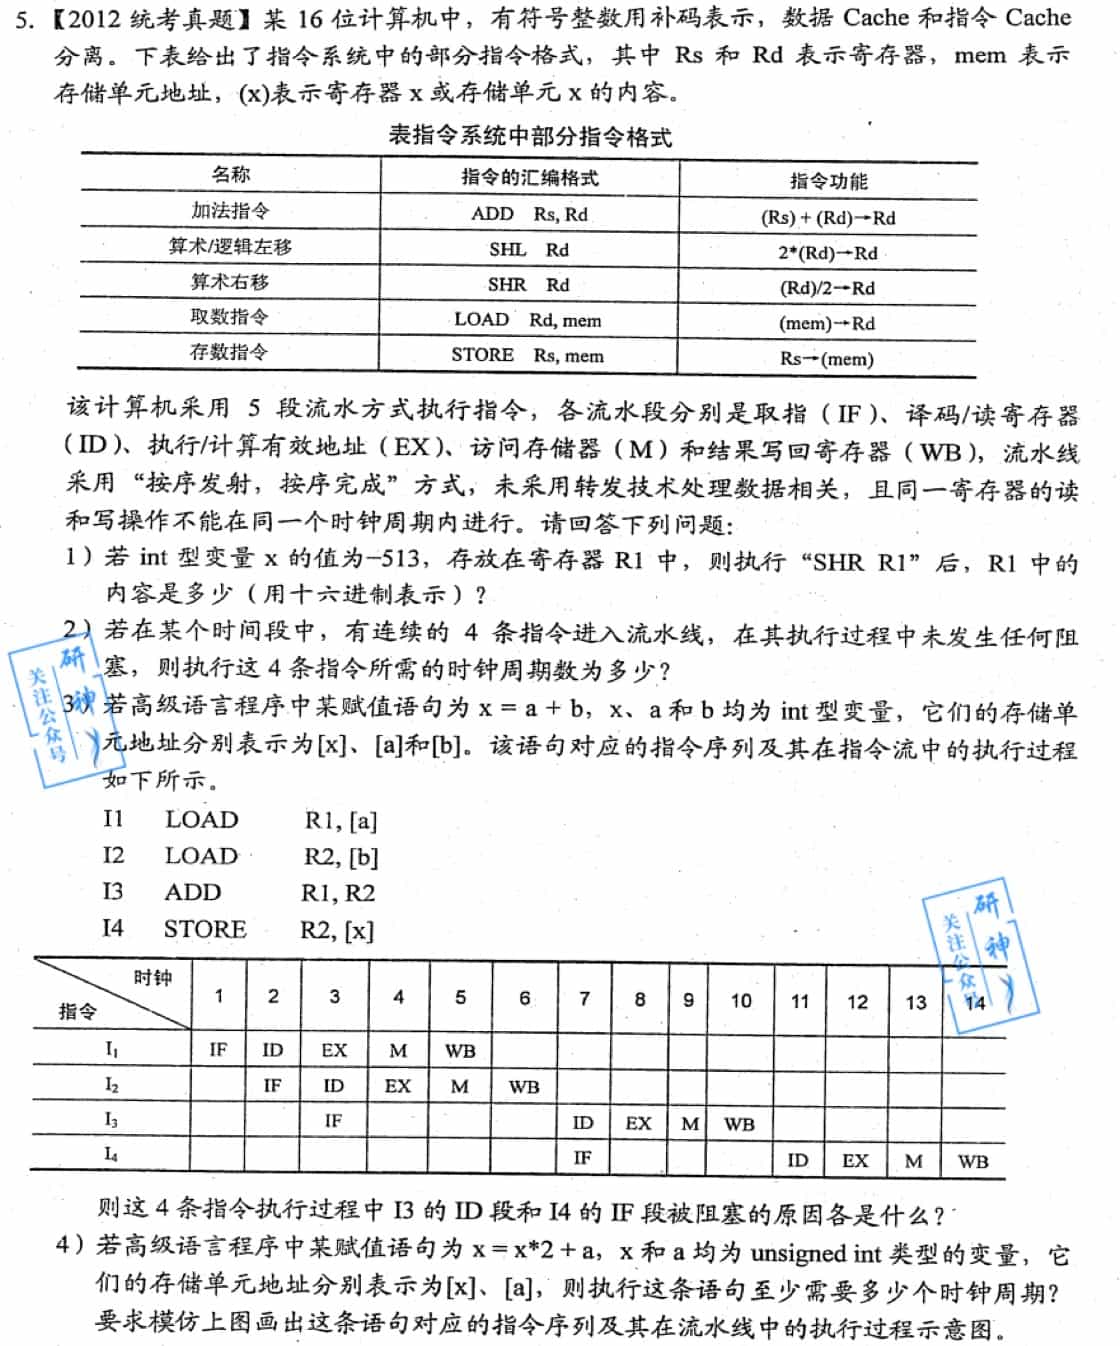 5.【2012 统考真题】某 16 位计算机中，有符号整数用补码表示，数据 Cache 和指令 Cache
分离。下表给出了指令系统中的部分指令格式，其中 Rs 和 Rd 表示寄存器，mem 表示
存储单元地址，(x)表示寄存器 x 或存储单元 x 的内容。
表指令系统中部分指令格式
名称 指令的汇编格式 指令功能
加法指令 ADD Rs, Rd (Rs) + (Rd)→Rd
算术/逻辑左移 SHL Rd 2*(Rd)→Rd
算术右移 SHR Rd (Rd)/2→Rd
取数指令 LOAD Rd, mem (mem)→Rd
存数指令 STORE Rs, mem Rs→(mem)
该计算机采用 5 段流水方式执行指令，各流水段分别是取指（IF）、译码/读寄存器
（ID）、执行/计算有效地址（EX）、访问存储器（M）和结果写回寄存器（WB），流水线
采用“按序发射，按序完成”方式，未采用转发技术处理数据相关，且同一寄存器的读
和写操作不能在同一个时钟周期内进行。请回答下列问题：
1）若 int 型变量 x 的值为–513，存放在寄存器 R1 中，则执行“SHR R1”后，R1 中的
内容是多少（用十六进制表示）？
2）若在某个时间段中，有连续的 4 条指令进入流水线，在其执行过程中未发生任何阻
塞，则执行这 4 条指令所需的时钟周期数为多少？
3）若高级语言程序中某赋值语句为 x = a + b，x、a 和 b 均为 int 型变量，它们的存储单
元地址分别表示为[x]、[a]和[b]。该语句对应的指令序列及其在指令流中的执行过程
如下所示。
研神
关注公众号
I1 LOAD R1, [a]
I2 LOAD R2, [b]
I3 ADD R1, R2
I4 STORE R2, [x]
研神
关注公众号
时钟
指令
1 2 3 4 5 6 7 8 9 10 11 12 13 14
I₁ IF ID EX M WB
I₂ IF ID EX M WB
I₃ IF ID EX M WB
I₄ IF ID EX M WB
则这 4 条指令执行过程中 I3 的 ID 段和 I4 的 IF 段被阻塞的原因各是什么？
4）若高级语言程序中某赋值语句为 x = x*2 + a，x 和 a 均为 unsigned int 类型的变量，它
们的存储单元地址分别表示为[x]、[a]，则执行这条语句至少需要多少个时钟周期？
要求模仿上图画出这条语句对应的指令序列及其在流水线中的执行过程示意图。